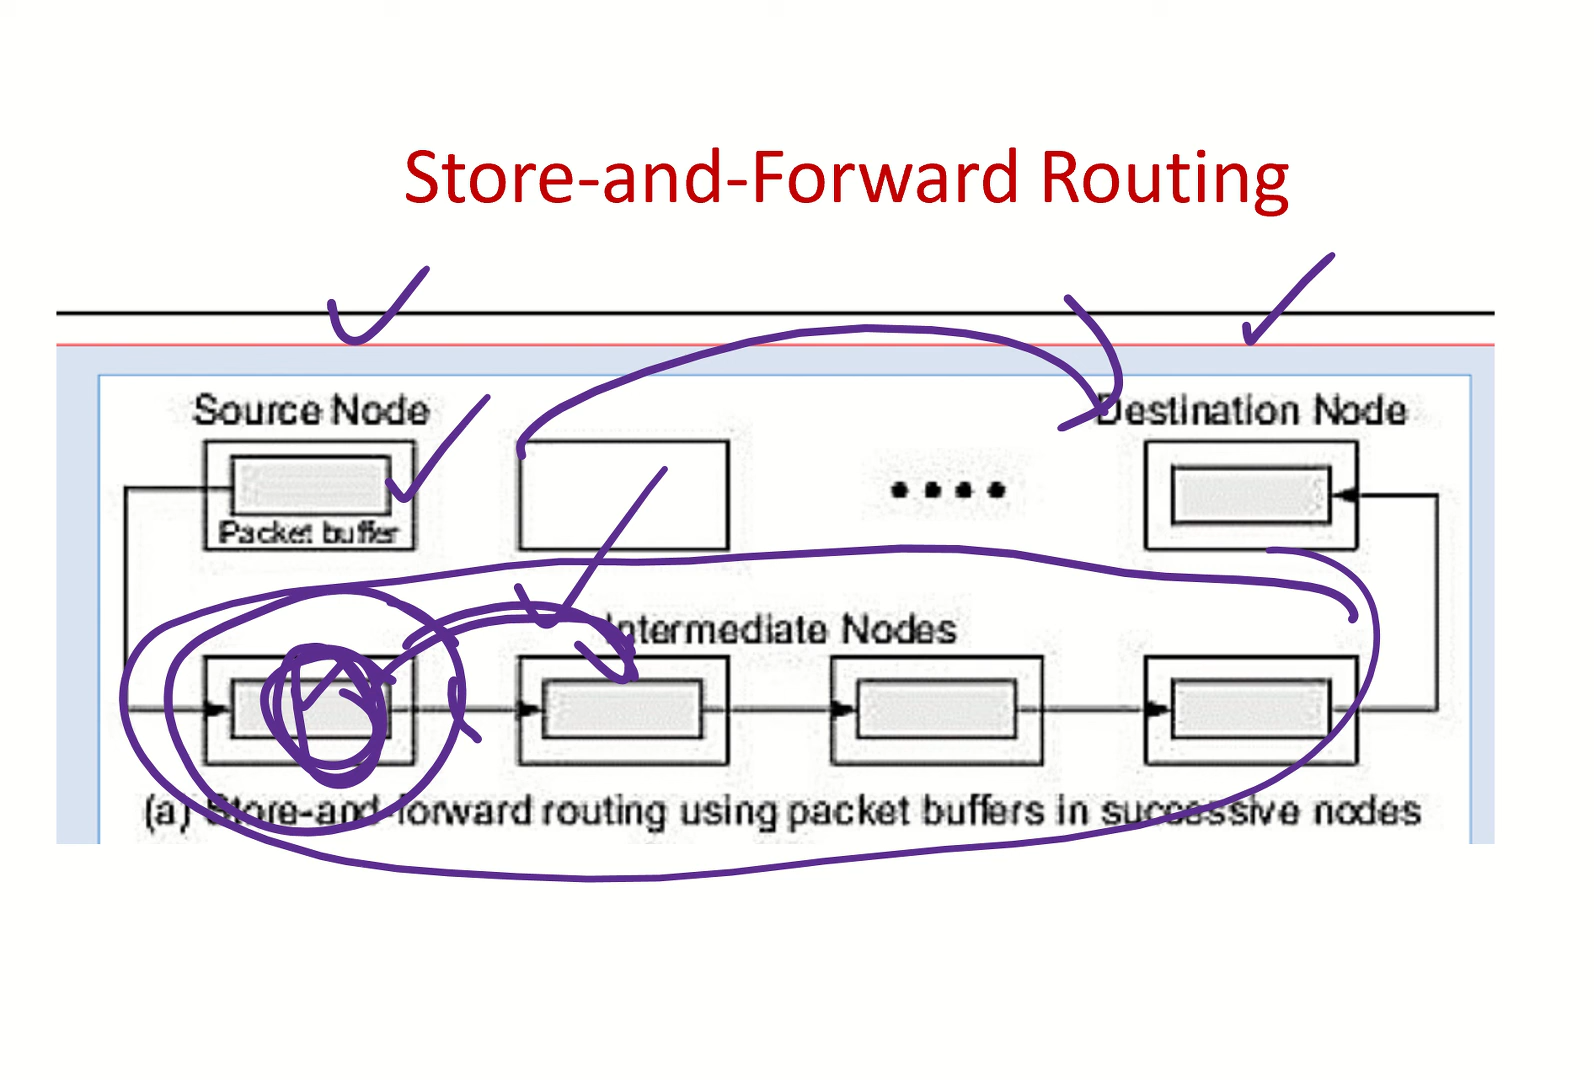 Store-and-Forward Routing
Source Node
Destination Node
Packet buffer
Intermediate Nodes
(a) Store-and-forward routing using packet buffers in successive nodes